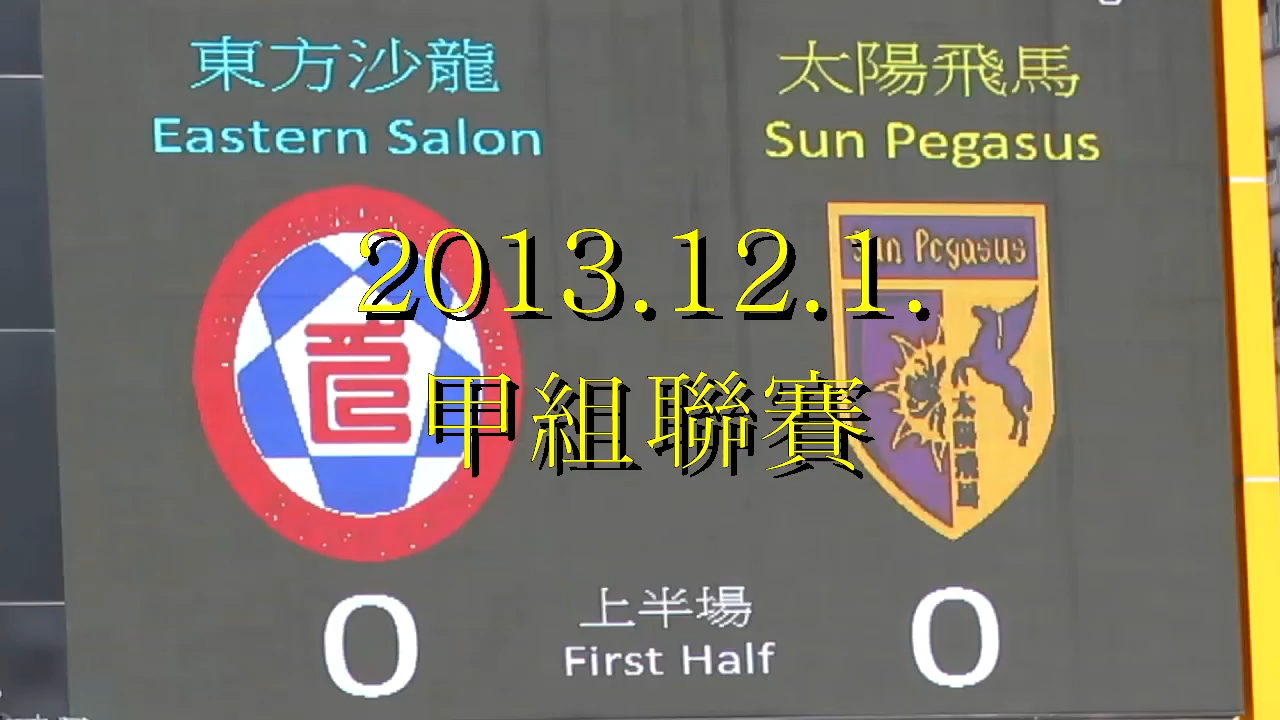 東方沙龍
Eastern Salon
太陽飛馬
Sun Pegasus
Sun Pegasus
太陽飛馬
2013.12.1.
甲組聯賽
0
上半場
First Half
0